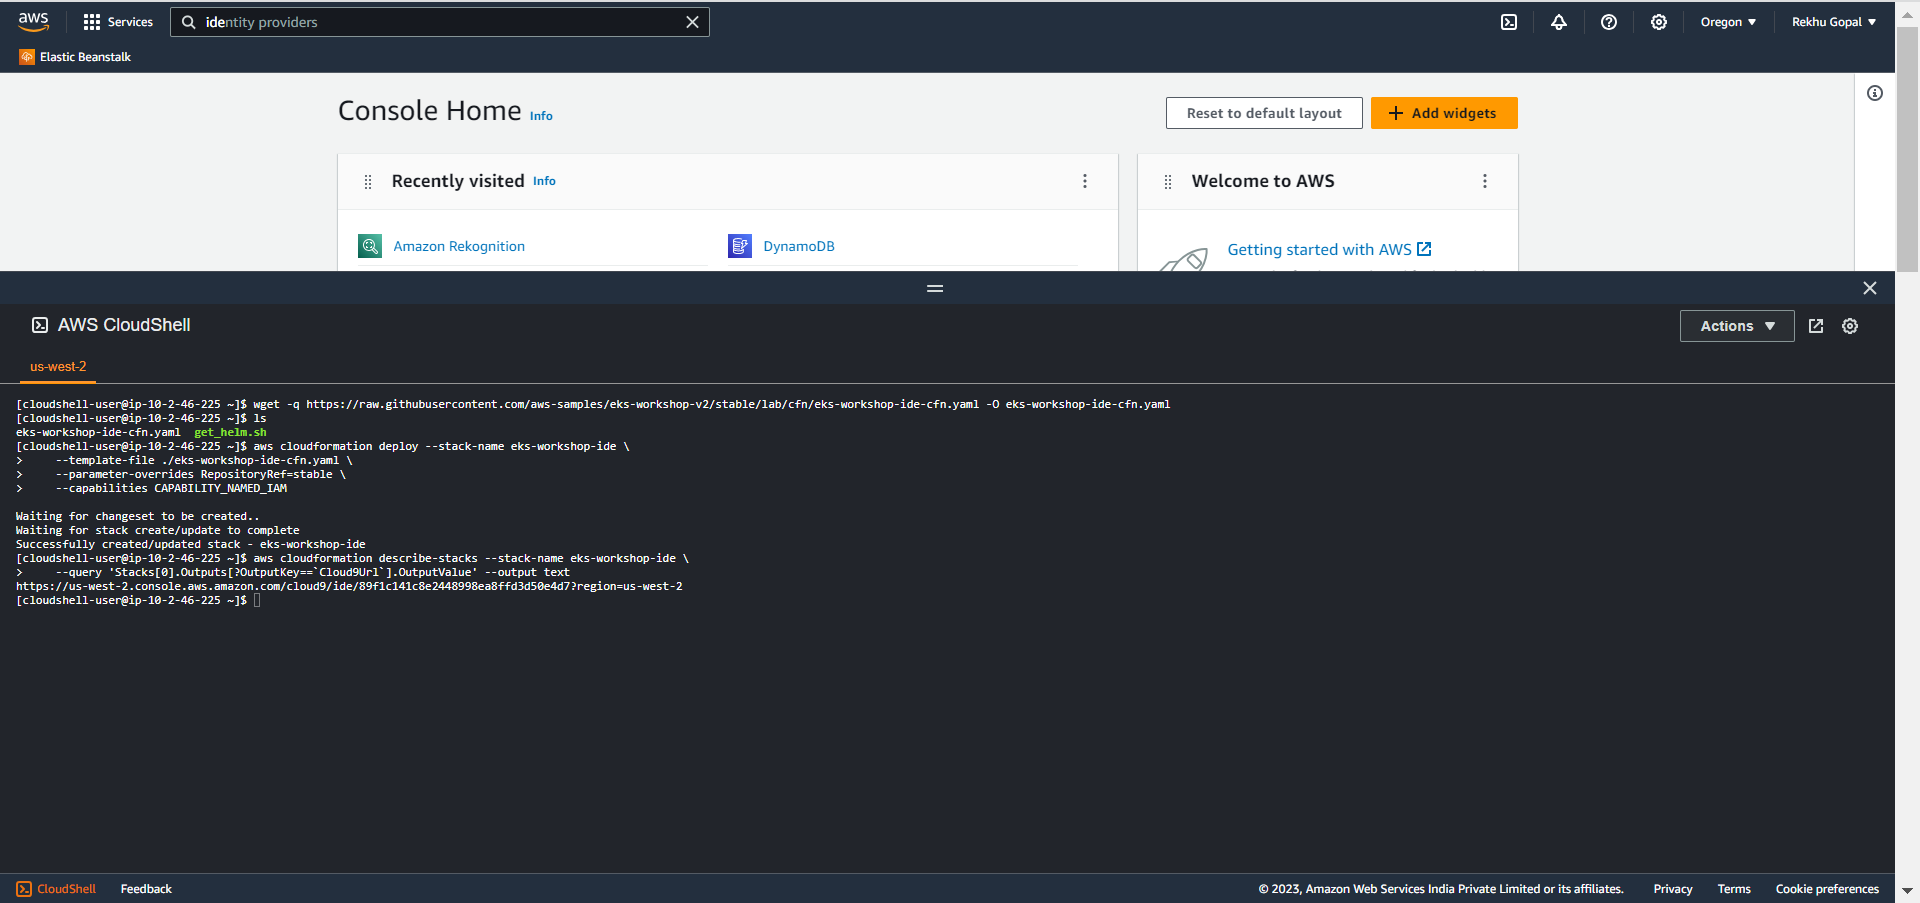 aws
Services
identity providers
Oregon ▼
Rekhu Gopal ▼
Elastic Beanstalk
Console Home Info
Reset to default layout
+ Add widgets
Recently visited Info
Welcome to AWS
Amazon Rekognition
DynamoDB
Getting started with AWS
AWS CloudShell
Actions ▼
us-west-2
[cloudshell-user@ip-10-2-46-225 ~]$ wget -q https://raw.githubusercontent.com/aws-samples/eks-workshop-v2/stable/lab/cfn/eks-workshop-ide-cfn.yaml -O eks-workshop-ide-cfn.yaml
[cloudshell-user@ip-10-2-46-225 ~]$ ls
eks-workshop-ide-cfn.yaml  get_helm.sh
[cloudshell-user@ip-10-2-46-225 ~]$ aws cloudformation deploy --stack-name eks-workshop-ide \
>     --template-file ./eks-workshop-ide-cfn.yaml \
>     --parameter-overrides RepositoryRef=stable \
>     --capabilities CAPABILITY_NAMED_IAM
Waiting for changeset to be created..
Waiting for stack create/update to complete
Successfully created/updated stack - eks-workshop-ide
[cloudshell-user@ip-10-2-46-225 ~]$ aws cloudformation describe-stacks --stack-name eks-workshop-ide \
>     --query 'Stacks[0].Outputs[?OutputKey==`Cloud9Url`].OutputValue' --output text
https://us-west-2.console.aws.amazon.com/cloud9/ide/89f1c141c8e2448998ea8ffd3d50e4d7?region=us-west-2
[cloudshell-user@ip-10-2-46-225 ~]$
CloudShell
Feedback
© 2023, Amazon Web Services India Private Limited or its affiliates.
Privacy
Terms
Cookie preferences